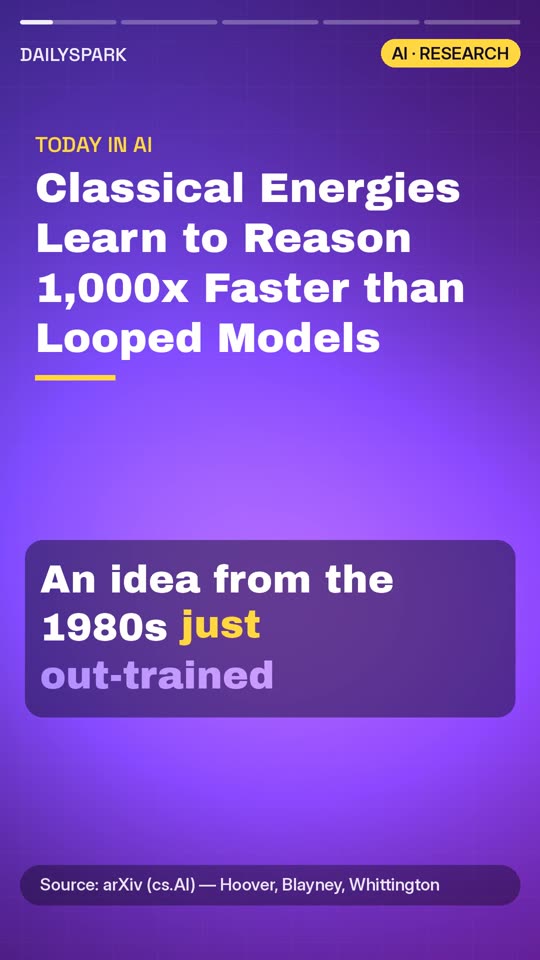 DAILYSPARK
AI · RESEARCH
TODAY IN AI
Classical Energies
Learn to Reason
1,000x Faster than
Looped Models
An idea from the
1980s just
out-trained
Source: arXiv (cs.AI) — Hoover, Blayney, Whittington